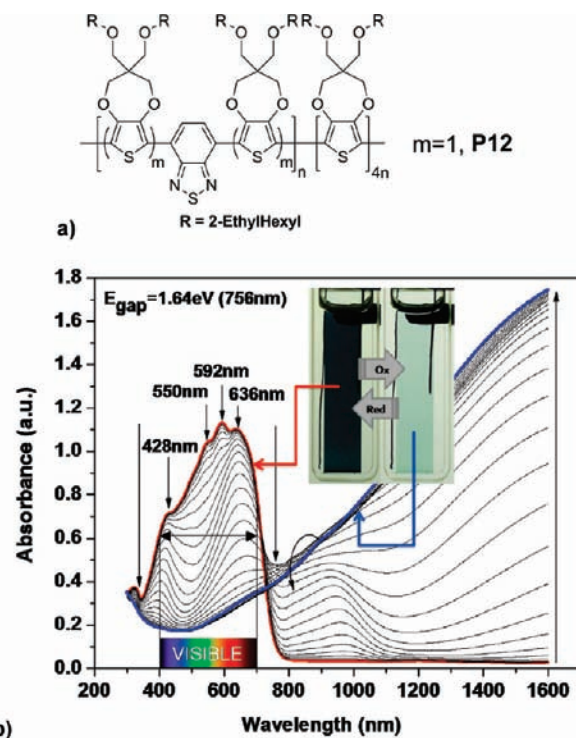 R R R R R R
O O O O O O
O O O O O O
m=1, P12
S m S m n S 4n
N N
S
R = 2-EthylHexyl
a)
1.8
1.6
1.4
1.2
1.0
0.8
0.6
0.4
0.2
0.0
Absorbance (a.u.)
Egap=1.64eV (756nm)
592nm
550nm
636nm
428nm
Ox
Red
VISIBLE
200 400 600 800 1000 1200 1400 1600
Wavelength (nm)
b)